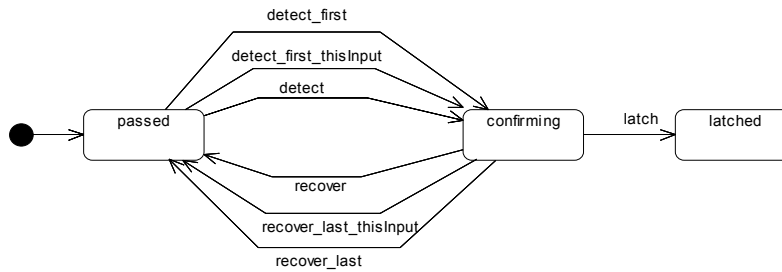 detect_first
detect_first_thisInput
detect
passed
confirming
latch
latched
recover
recover_last_thisInput
recover_last